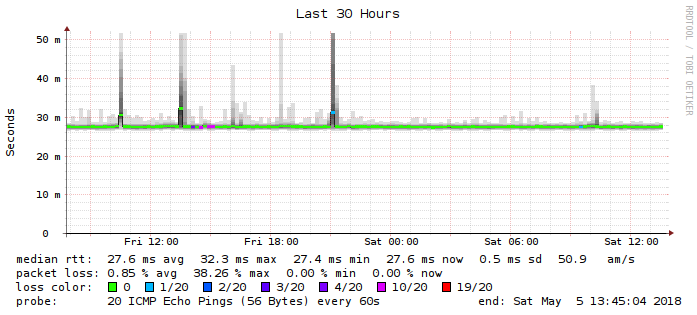 Last 30 Hours
RRDTOOL / TOBI OETIKER
Seconds
50 m
40 m
30 m
20 m
10 m
0
Fri 12:00 Fri 18:00 Sat 00:00 Sat 06:00 Sat 12:00
median rtt: 27.6 ms avg 32.3 ms max 27.4 ms min 27.6 ms now 0.5 ms sd 50.9 am/s
packet loss: 0.85 % avg 38.26 % max 0.00 % min 0.00 % now
loss color: 0 1/20 2/20 3/20 4/20 10/20 19/20
probe: 20 ICMP Echo Pings (56 Bytes) every 60s end: Sat May 5 13:45:04 2018